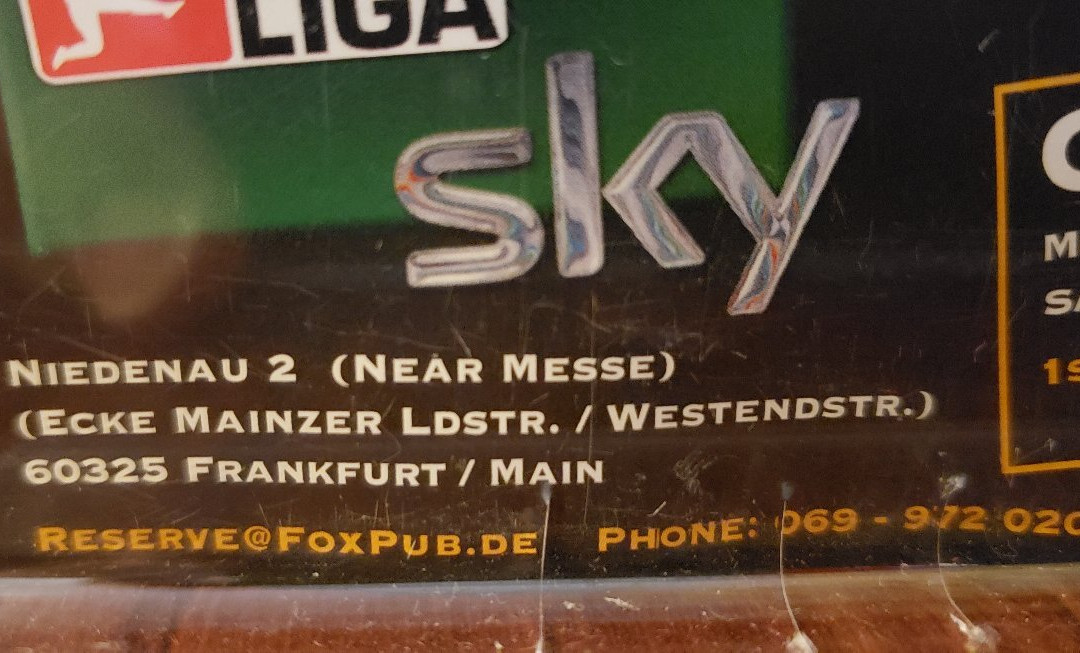 LIGA
sky
NIEDENAU 2 (NEAR MESSE)
(ECKE MAINZER LDSTR. / WESTENDSTR.)
60325 FRANKFURT / MAIN
RESERVE@FOXPUB.DE PHONE: 069 - 972 020